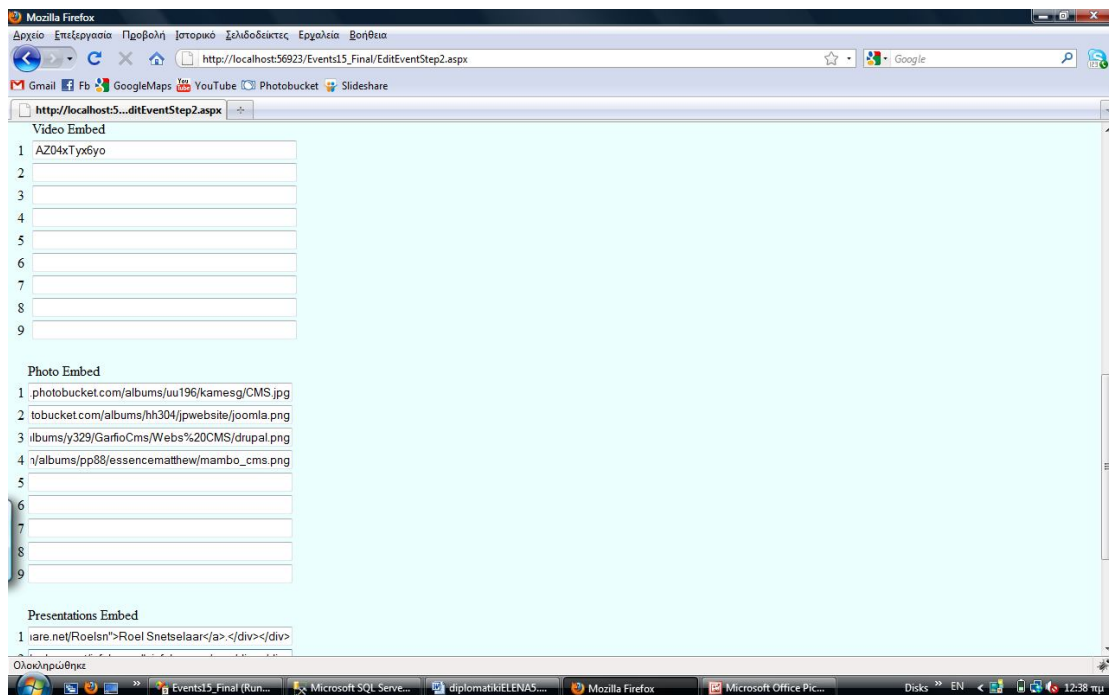 Mozilla Firefox
Αρχείο Επεξεργασία Προβολή Ιστορικό Σελιδοδείκτες Εργαλεία Βοήθεια
http://localhost:56923/Events15_Final/EditEventStep2.aspx Google
Gmail Fb GoogleMaps YouTube Photobucket Slideshare
http://localhost:5...ditEventStep2.aspx
Video Embed
1 AZ04xTyx6yo
2
3
4
5
6
7
8
9
Photo Embed
1 .photobucket.com/albums/uu196/kamesg/CMS.jpg
2 tobucket.com/albums/hh304/jpwebsite/joomla.png
3 lbums/y329/GarfioCms/Webs%20CMS/drupal.png
4 /albums/pp88/essencematthew/mambo_cms.png
5
6
7
8
9
Presentations Embed
1 are.net/Roelsn">Roel Snetselaar</a>.</div></div>
Ολοκληρώθηκε
Events15_Final (Run... Microsoft SQL Serve... diplomatikiELENA5.... Mozilla Firefox Microsoft Office Pic... Disks » EN 12:38 πμ